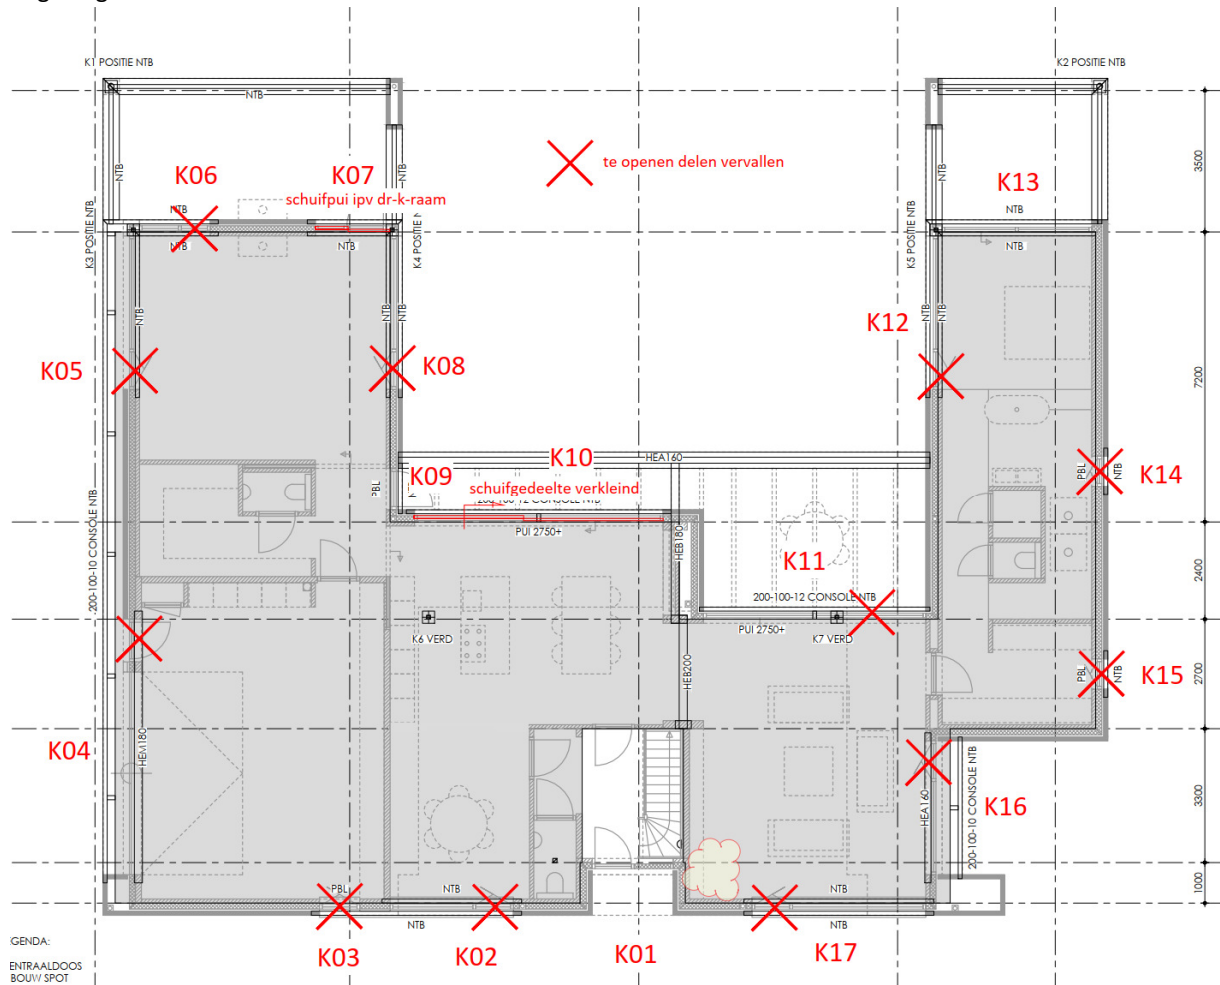 K1 POSITIE NTB
K2 POSITIE NTB
NTB
NTB
NTB
NTB
NTB
te openen delen vervallen
3500
K06
K07
K13
schuifpui ipv dr-k-raam
NTB
NTB
NTB
NTB
NTB
K3 POSITIE NTB
K5 POSITIE NTB
NTB
NTB
NTB
NTB
NTB
K12
K05
K08
7200
K10
HEA160
K09
schuifgedeelte verkleind
PBL
PBL
NTB
K14
PUI 2750+
HEB180
200-100-10 CONSOLE NTB
K11
2400
200-100-12 CONSOLE NTB
PUI 2750+
K6 VERD
K7 VERD
HEB200
PBL
NTB
K15
2700
K04
HEM180
HEA160
200-100-10 CONSOLE NTB
K16
3300
PBL
NTB
NTB
1000
NTB
NTB
K03
K02
K01
K17
GENDA:
ENTRAALDOOS
BOUW SPOT